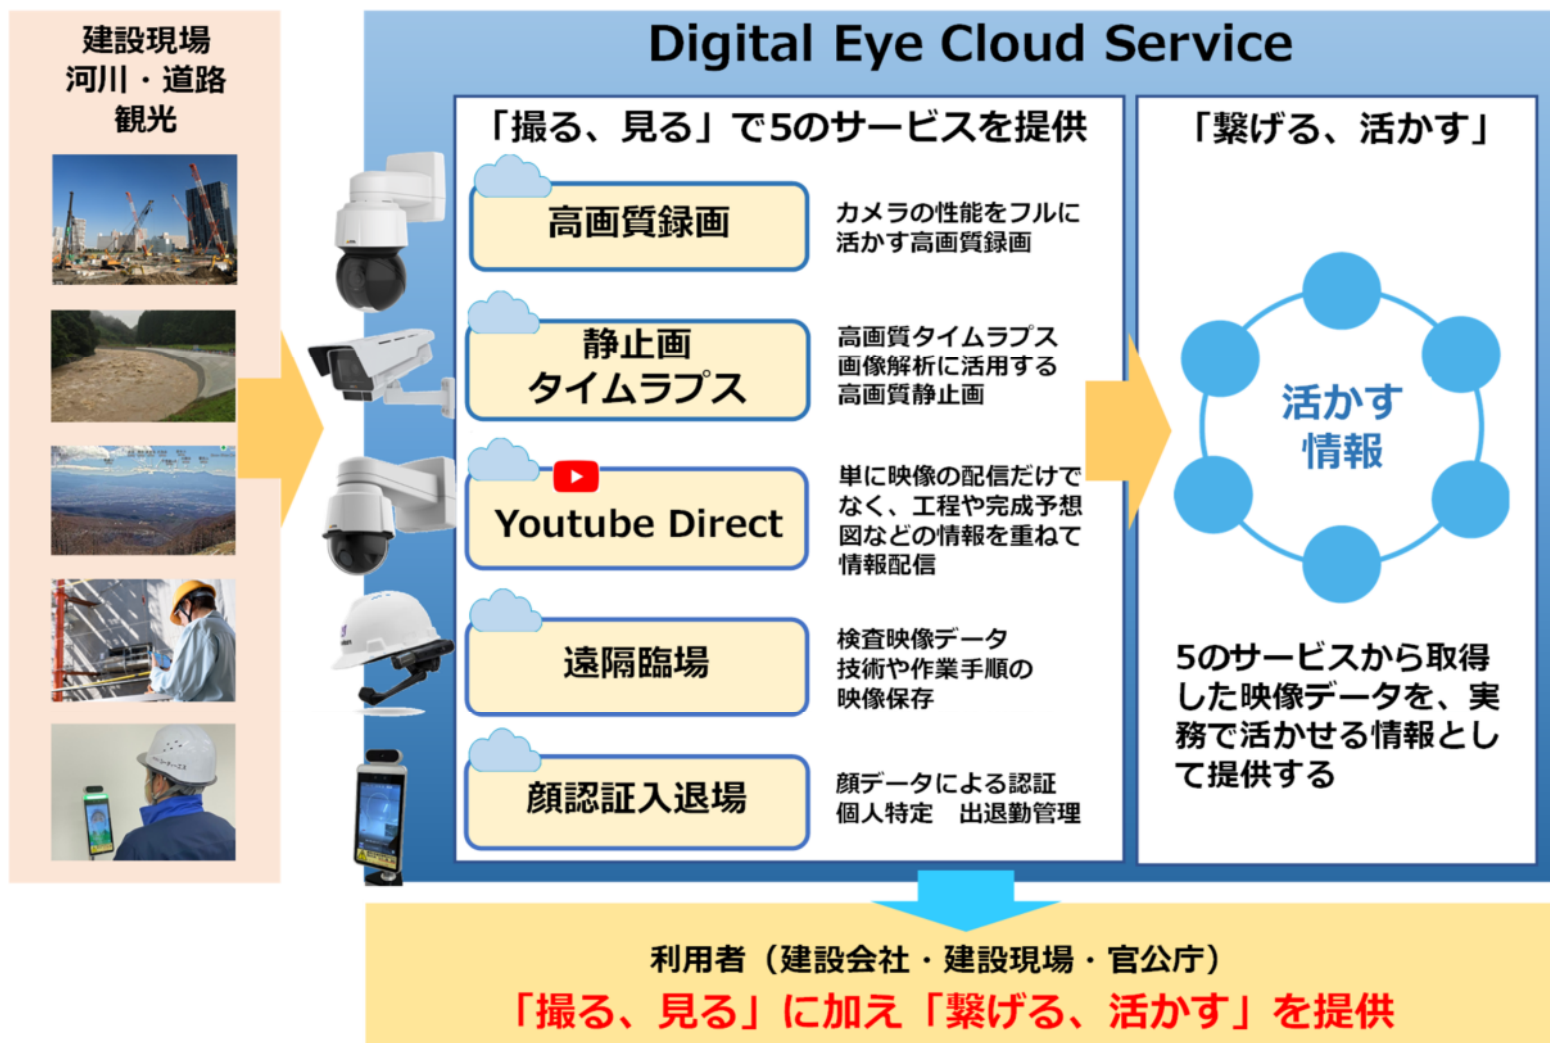 建設現場
河川・道路
観光
Digital Eye Cloud Service
「撮る、見る」で5のサービスを提供
高画質録画
カメラの性能をフルに
活かす高画質録画
静止画
タイムラプス
高画質タイムラプス
画像解析に活用する
高画質静止画
Youtube Direct
単に映像の配信だけで
なく、工程や完成予想
図などの情報を重ねて
情報配信
遠隔臨場
検査映像データ
技術や作業手順の
映像保存
顔認証入退場
顔データによる認証
個人特定　出退勤管理
「繋げる、活かす」
活かす
情報
5のサービスから取得
した映像データを、実
務で活かせる情報とし
て提供する
利用者（建設会社・建設現場・官公庁）
「撮る、見る」に加え「繋げる、活かす」を提供